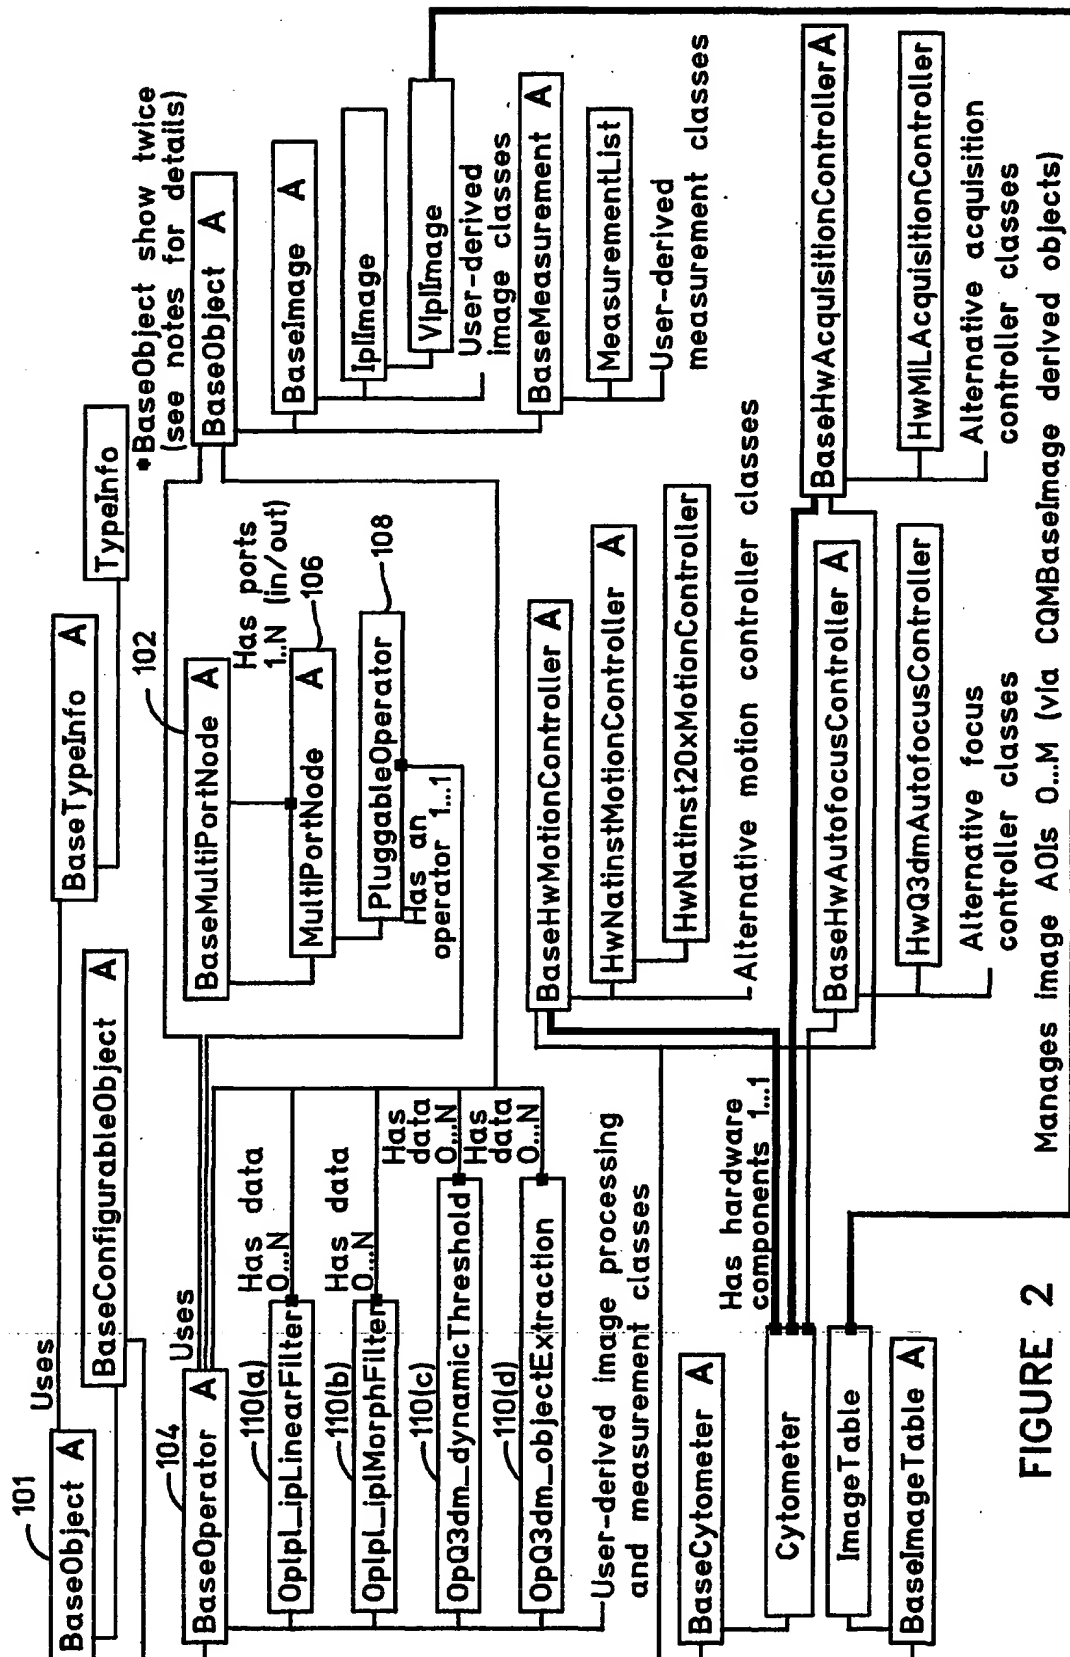 101
BaseObject A
Uses
BaseTypeInfo A
TypeInfo
BaseConfigurableObject A
*BaseObject show twice
(see notes for details)
104
BaseOperator A
Uses
102
BaseMultiPortNode A
Has ports
1..N (in/out)
MultiPortNode A
106
PluggableOperator
108
Has an
operator 1...1
BaseObject A
BaseImage A
IplImage
VIplImage
User-derived
image classes
BaseMeasurement A
MeasurementList
User-derived
measurement classes
110(a)
OpIpl_ipLinearFilter
Has data
0...N
110(b)
OpIpl_iplMorphFilter
Has data
0...N
110(c)
OpQ3dm_dynamicThreshold
Has
data
0...N
110(d)
OpQ3dm_objectExtraction
Has
data
0...N
User-derived image processing
and measurement classes
BaseHwMotionController A
HwNatinstMotionController A
HwNatinst20xMotionController
Alternative motion controller classes
BaseCytometer A
Cytometer
Has hardware
components 1...1
BaseHwAutofocusController A
HwQ3dmAutofocusController
Alternative focus
controller classes
BaseHwAcquisitionController A
HwMILAcquisitionController
Alternative acquisition
controller classes
ImageTable
BaseImageTable A
Manages image AOIs 0...M (via CQMBaseImage derived objects)
FIGURE 2